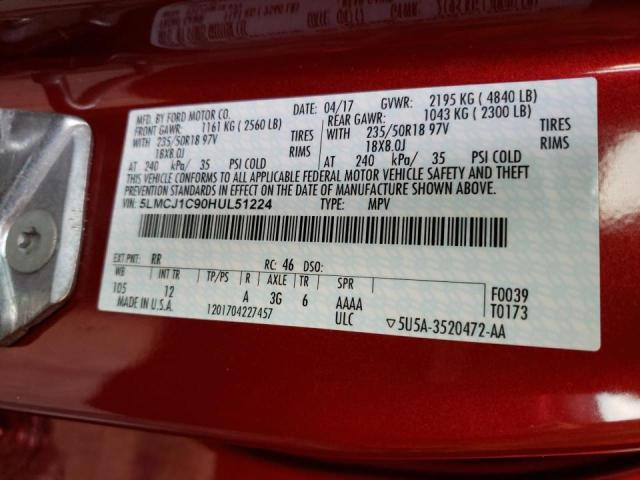 MFD. BY FORD MOTOR CO.
04/17 GVWR: 2195 KG ( 4840 LB)
FRONT GAWR: 1161 KG ( 2560 LB) REAR GAWR: 1043 KG ( 2300 LB)
WITH 235/50R18 97V WITH 235/50R18 97V
18X8.0J RIMS 18X8.0J RIMS
AT 240 kPa/ 35 PSI COLD AT 240 kPa/ 35 PSI COLD
THIS VEHICLE CONFORMS TO ALL APPLICABLE FEDERAL MOTOR VEHICLE SAFETY AND THEFT
PREVENTION STANDARDS IN EFFECT ON THE DATE OF MANUFACTURE SHOWN ABOVE.
VIN: 5LMCJ1C90HUL51224 TYPE: MPV
EXT PNT: RR RC: 46 DSO:
WB INT TR TP/PS R AXLE TR SPR
105 12 A 3G 6 AAAA F0039
MADE IN U.S.A. 1201704227457 ULC ▽5U5A-3520472-AA T0173